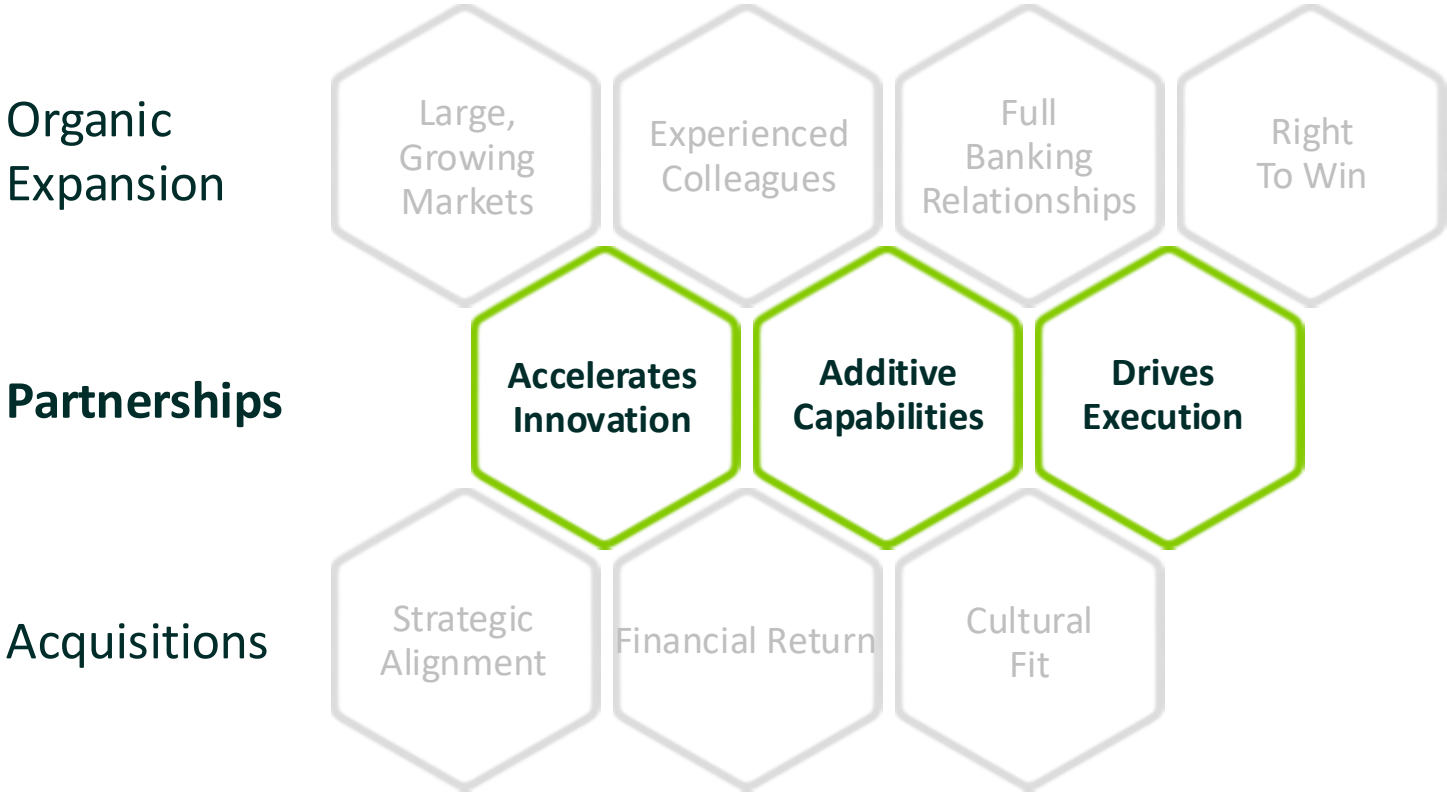 Organic
Expansion
Large,
Growing
Markets
Experienced
Colleagues
Full
Banking
Relationships
Right
To Win
Partnerships
Accelerates
Innovation
Additive
Capabilities
Drives
Execution
Acquisitions
Strategic
Alignment
Financial Return
Cultural
Fit